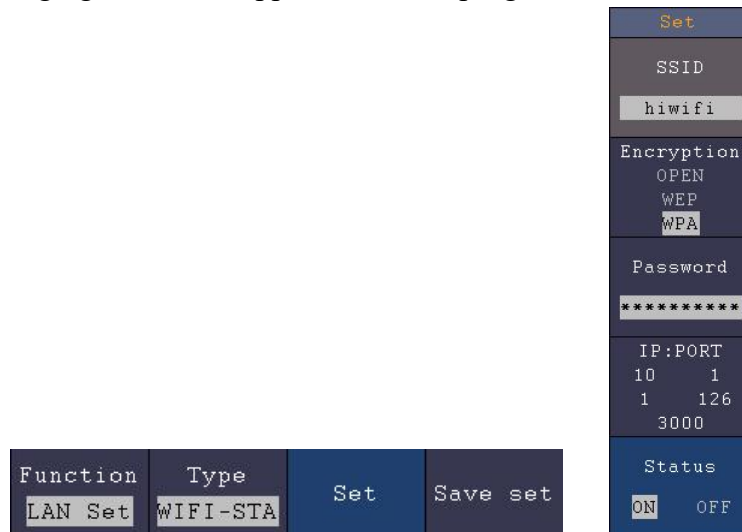 Set
SSID
hiwifi
Encryption
OPEN
WEP
WPA
Password
**********
IP:PORT
10 1
1 126
3000
Status
ON OFF
Function Type Set Save set
LAN Set WIFI-STA